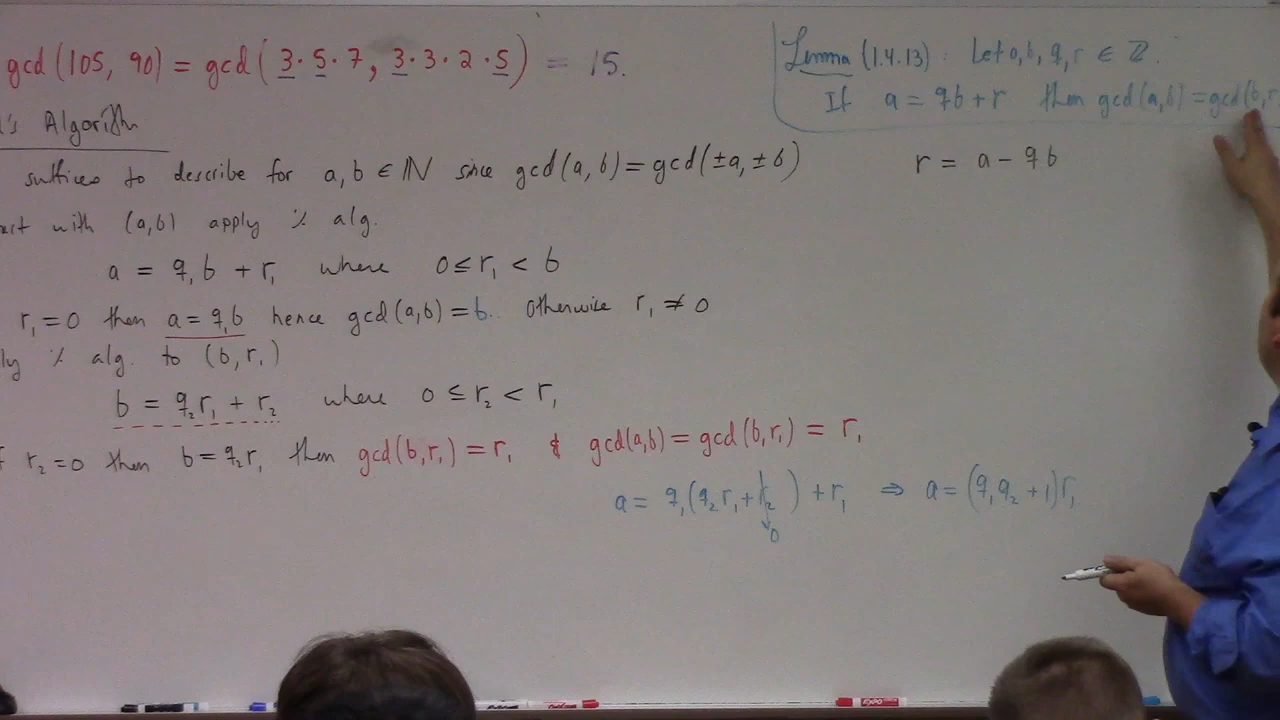 gcd(105, 90) = gcd(3·5·7, 3·3·2·5) = 15.
's Algorithm
suffices to describe for a, b ∈ ℕ since gcd(a, b) = gcd(±a, ±b)
with (a,b) apply ÷ alg.
a = q₁b + r₁ where 0 ≤ r₁ < b
r₁=0 then a = q₁b hence gcd(a,b) = b. Otherwise r₁ ≠ 0
ly ÷ alg. to (b, r₁)
b = q₂r₁ + r₂ where 0 ≤ r₂ < r₁
r₂=0 then b = q₂r₁ then gcd(b,r₁) = r₁ & gcd(a,b) = gcd(b,r₁) = r₁
a = q₁(q₂r₁ + r₂) + r₁ ⇒ a = (q₁q₂ + 1)r₁
0
Lemma (1.4.13): Let a, b, q, r ∈ ℤ.
If a = qb + r then gcd(a,b) = gcd(b,r
r = a − qb
EXPO